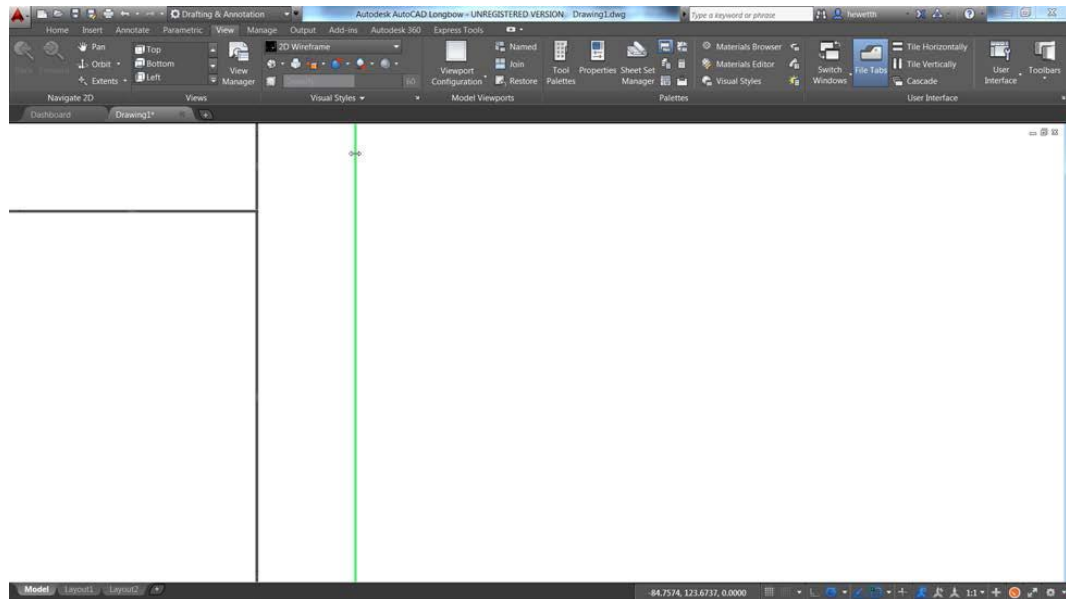 Drafting & Annotation Autodesk AutoCAD Longbow - UNREGISTERED VERSION Drawing1.dwg Type a keyword or phrase hewetth
Home Insert Annotate Parametric View Manage Output Add-ins Autodesk 360 Express Tools
Pan Top 2D Wireframe Named Materials Browser Tile Horizontally
Orbit Bottom Join Materials Editor Tile Vertically
Extents Left View Manager 60 Viewport Configuration Restore Tool Palettes Properties Sheet Set Manager Visual Styles Switch Windows File Tabs Cascade User Interface Toolbars
Navigate 2D Views Visual Styles Model Viewports Palettes User Interface
Dashboard Drawing1*
Model Layout1 Layout2 -84.7574, 123.6737, 0.0000 1:1